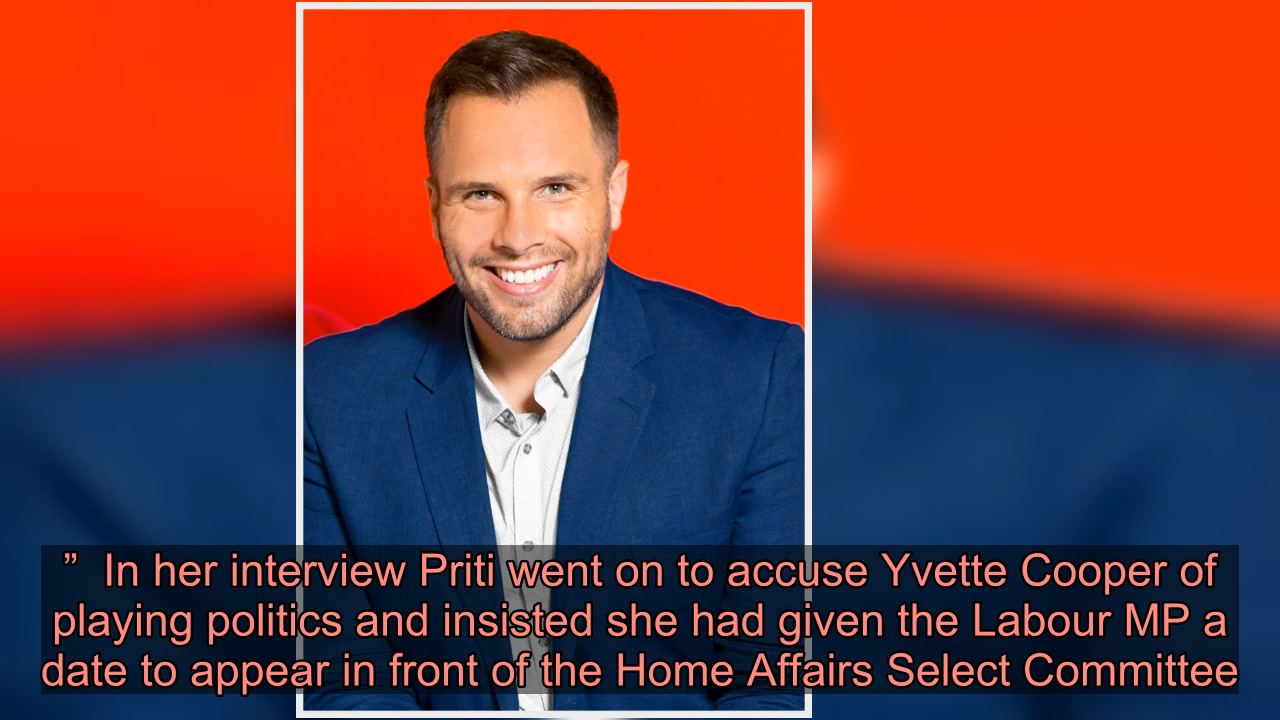 ”  In her interview Priti went on to accuse Yvette Cooper of
playing politics and insisted she had given the Labour MP a
date to appear in front of the Home Affairs Select Committee